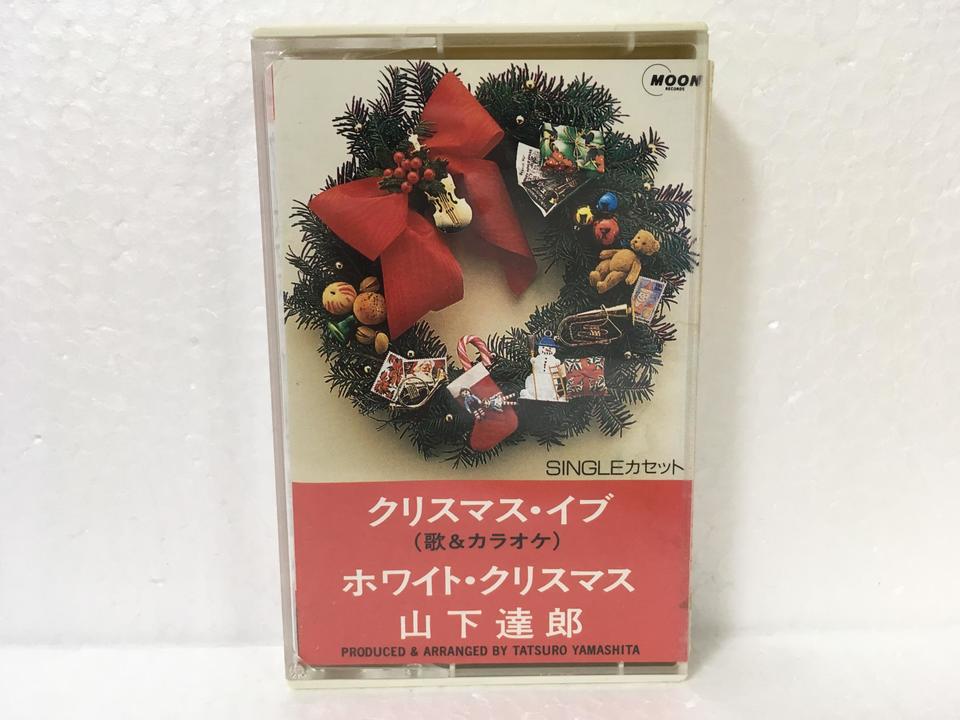 MOON
RECORDS
SINGLEカセット
クリスマス・イブ
(歌&カラオケ)
ホワイト・クリスマス
山下達郎
PRODUCED & ARRANGED BY TATSURO YAMASHITA